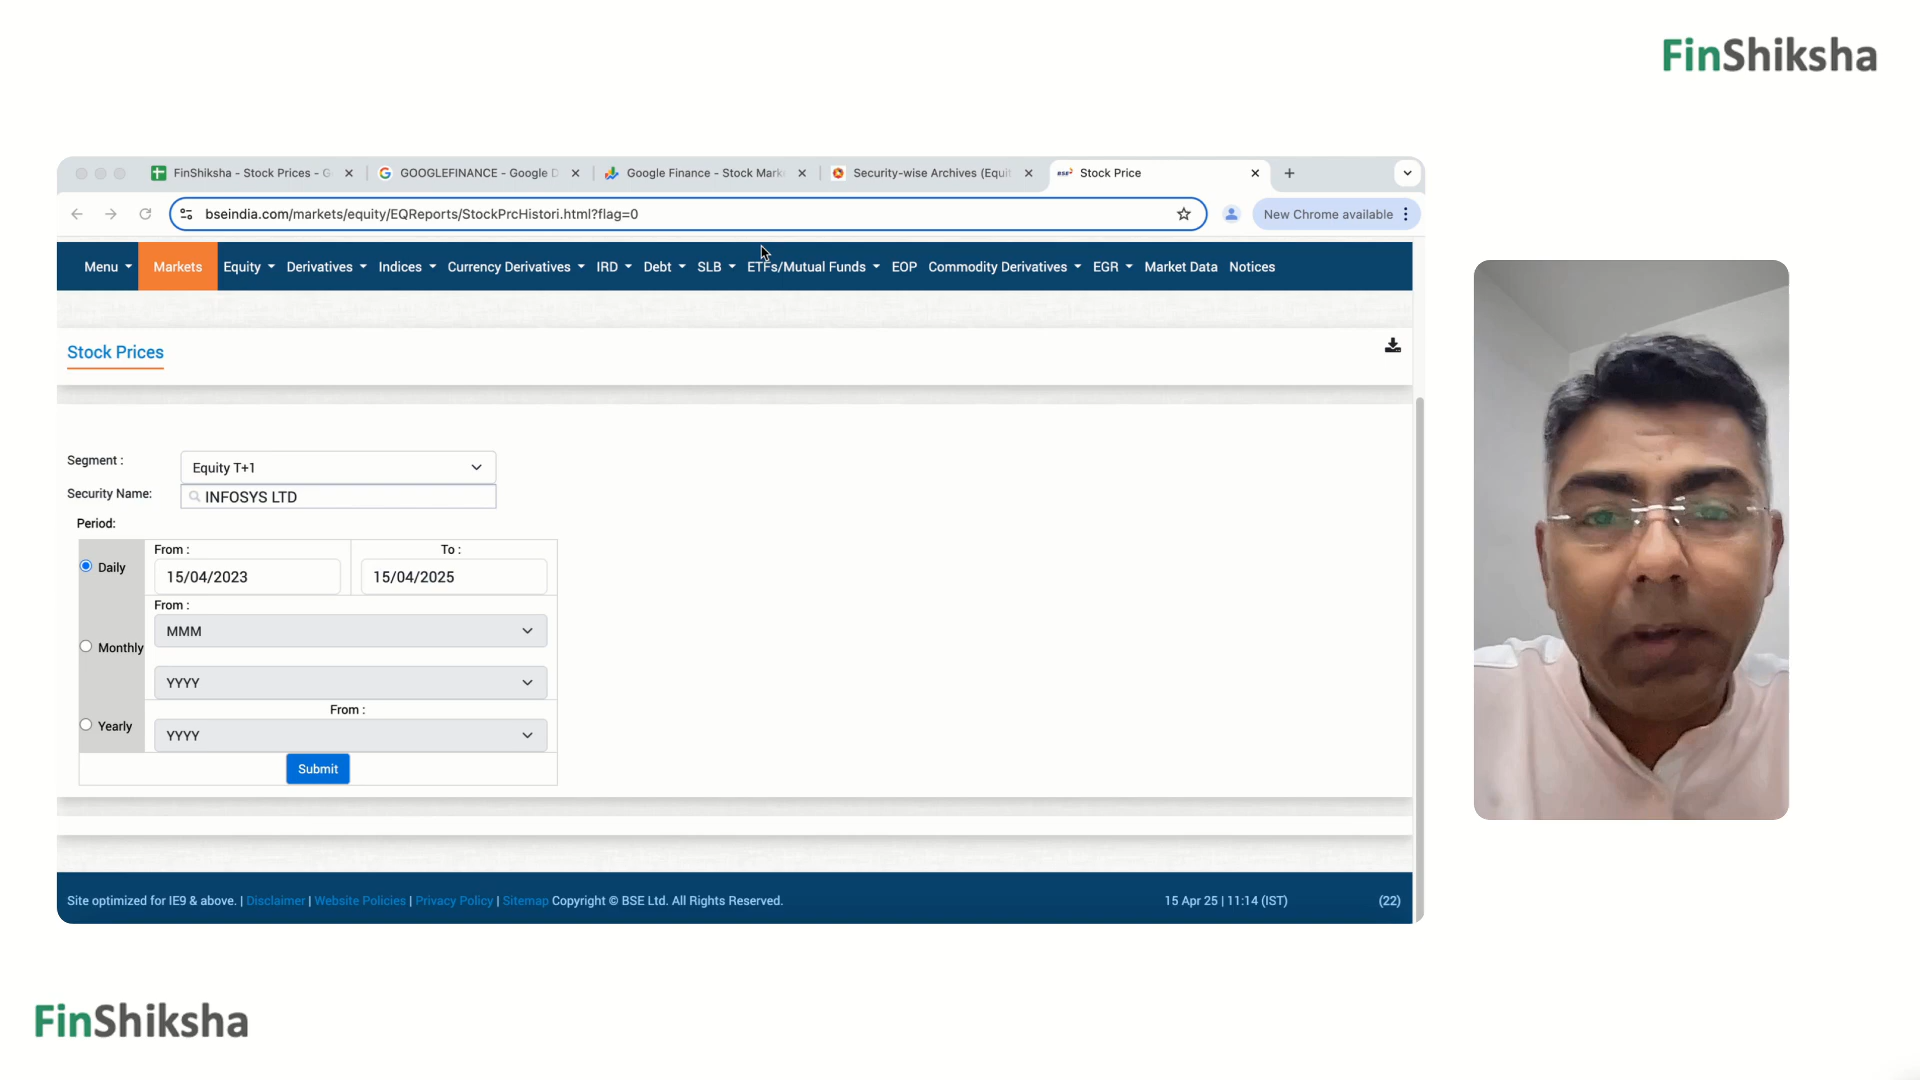 FinShiksha
FinShiksha - Stock Prices - G
GOOGLEFINANCE - Google D
Google Finance - Stock Mark
Security-wise Archives (Equit
Stock Price
bseindia.com/markets/equity/EQReports/StockPrcHistori.html?flag=0
New Chrome available
Menu Markets Equity Derivatives Indices Currency Derivatives IRD Debt SLB ETFs/Mutual Funds EOP Commodity Derivatives EGR Market Data Notices
Stock Prices
Segment : Equity T+1
Security Name: INFOSYS LTD
Period:
From : To :
Daily 15/04/2023 15/04/2025
From :
MMM
Monthly
YYYY
From :
Yearly YYYY
Submit
Site optimized for IE9 & above. | Disclaimer | Website Policies | Privacy Policy | Sitemap Copyright © BSE Ltd. All Rights Reserved. 15 Apr 25 | 11:14 (IST) (22)
FinShiksha